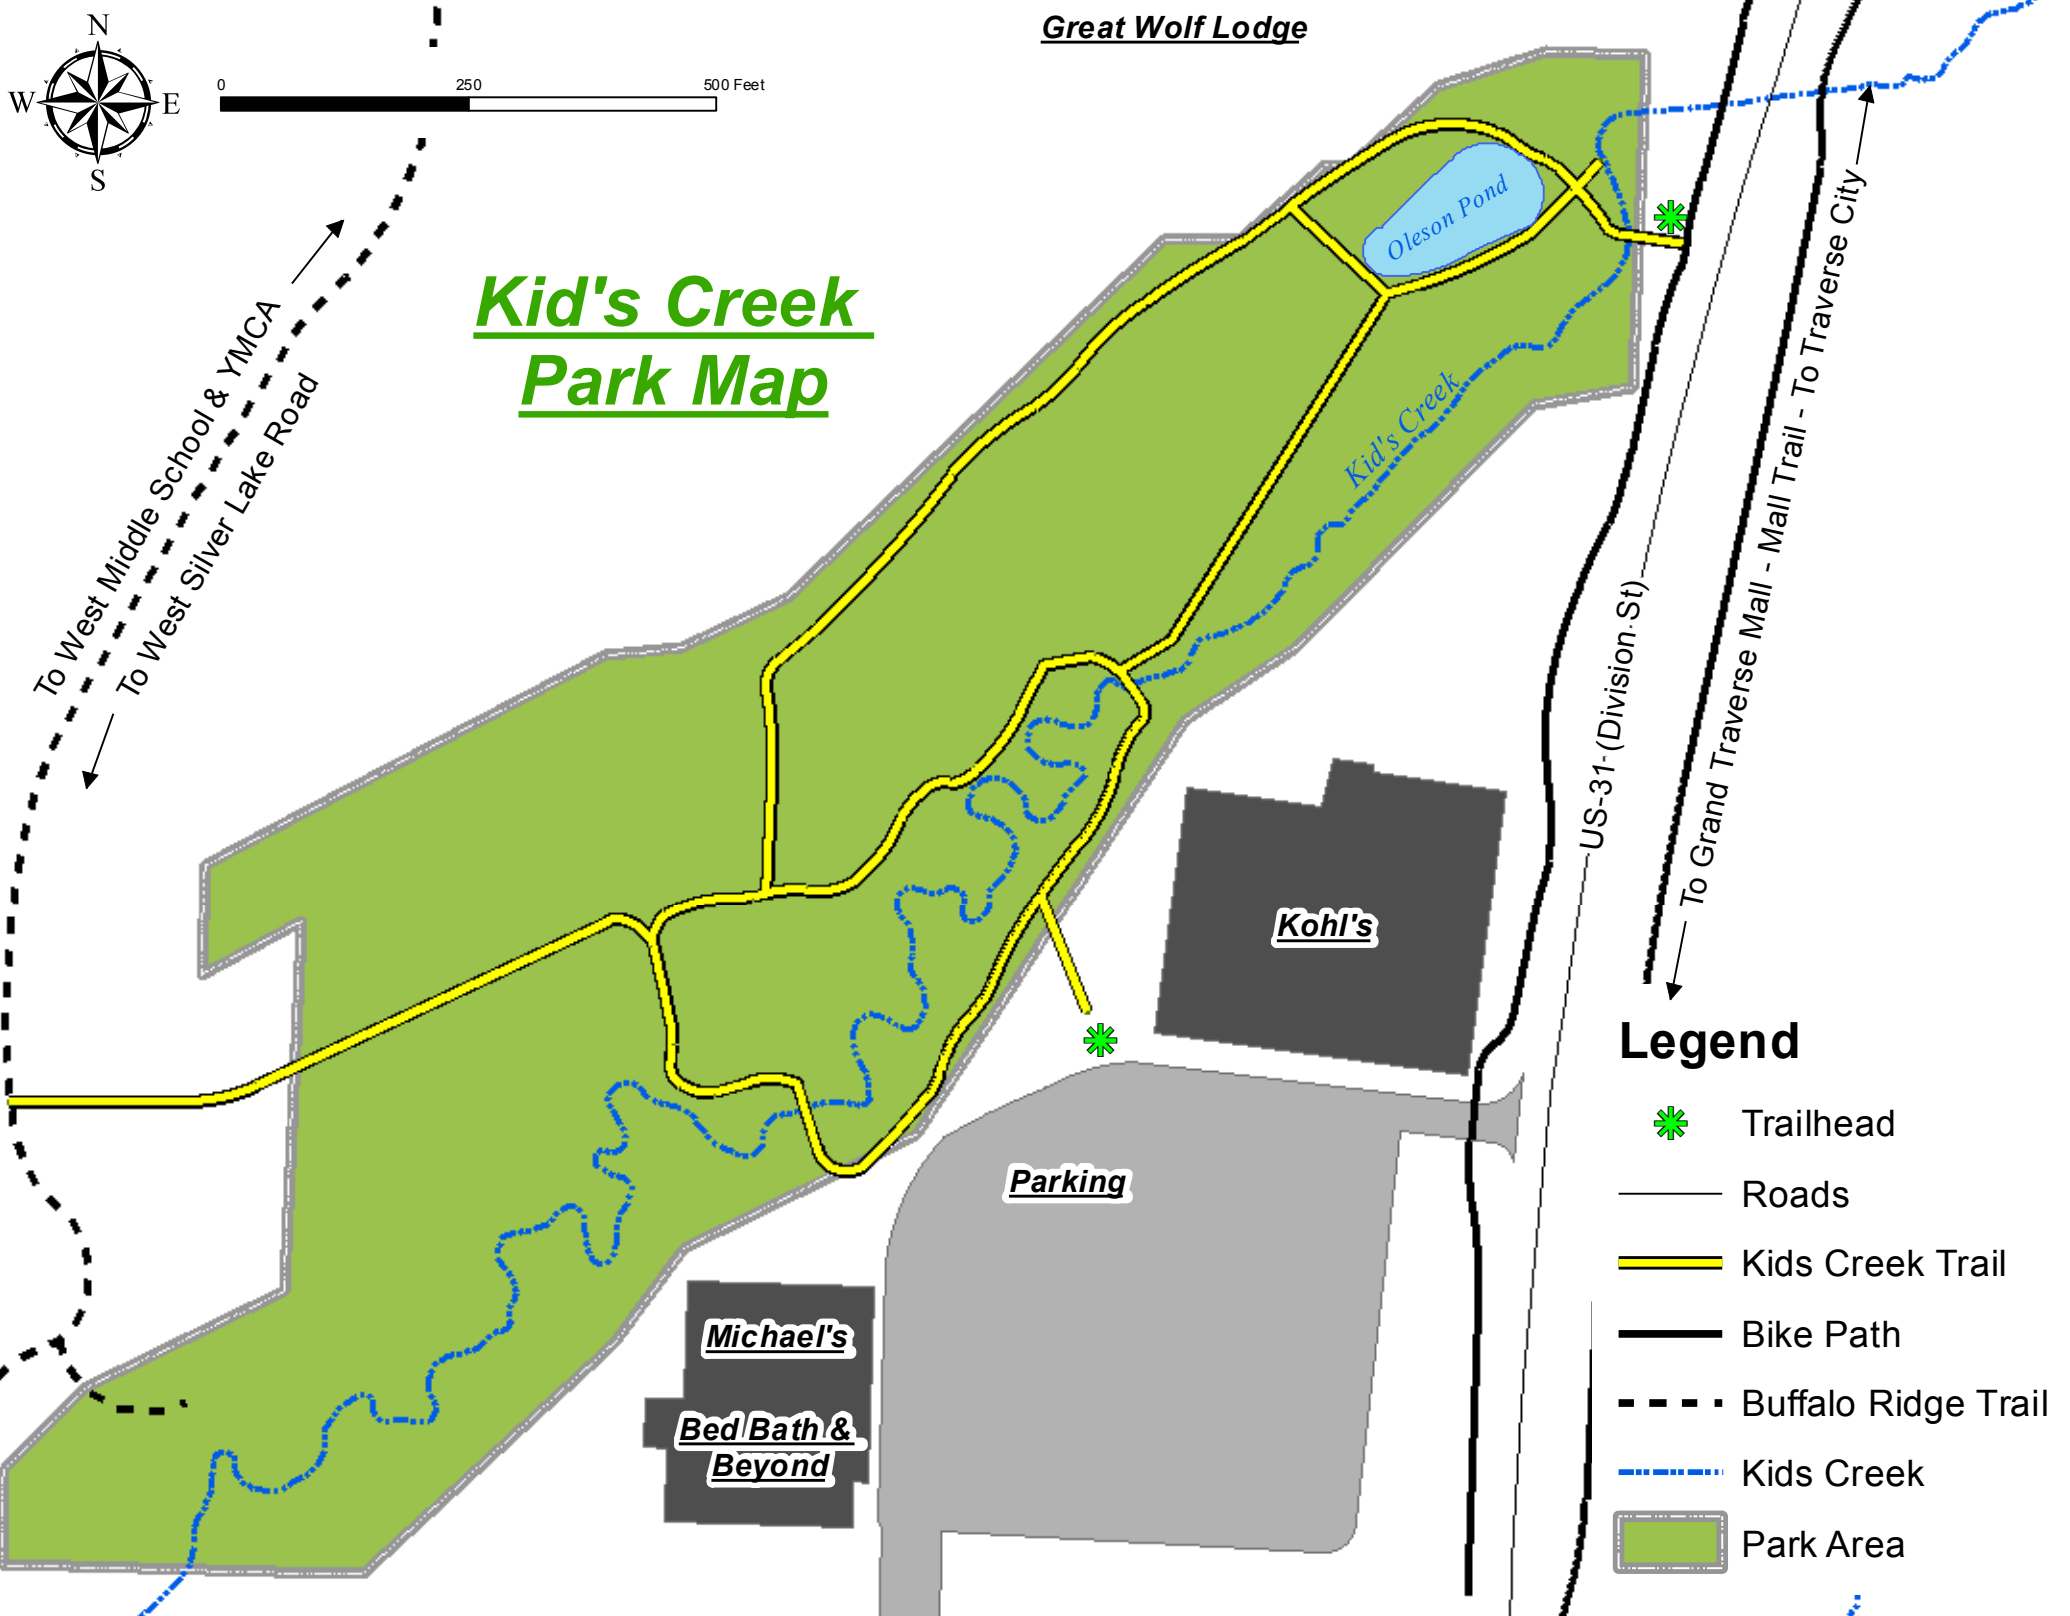 Great Wolf Lodge
N
W
E
S
0
250
500 Feet
Kid's Creek
Park Map
Oleson Pond
Kid's Creek
To West Middle School & YMCA
To West Silver Lake Road
US-31-(Division St)
To Grand Traverse Mall - Mall Trail - To Traverse City
Kohl's
Parking
Michael's
Bed Bath &
Beyond
Legend
Trailhead
Roads
Kids Creek Trail
Bike Path
Buffalo Ridge Trail
Kids Creek
Park Area